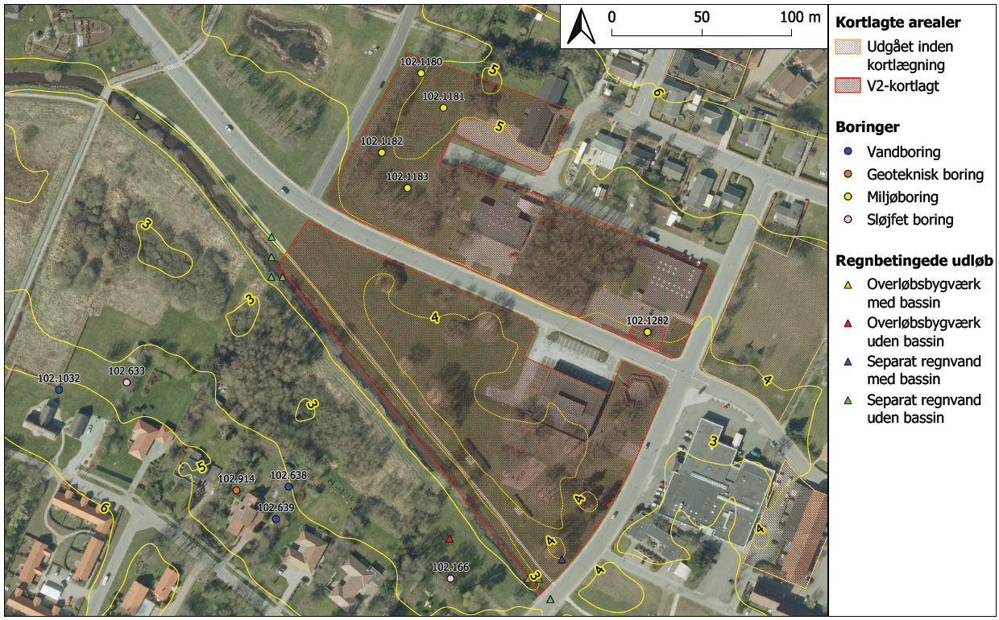 0 50 100 m
Kortlagte arealer
Udgået inden
kortlægning
V2-kortlagt
Boringer
Vandboring
Geoteknisk boring
Miljøboring
Sløjfet boring
Regnbetingede udløb
Overløbsbygværk
med bassin
Overløbsbygværk
uden bassin
Separat regnvand
med bassin
Separat regnvand
uden bassin
102.1180
5
6
102.1181
5
102.1182
102.1183
3
3
4
102.1282
102.1032
102.633
4
3
3
5
102.914
102.638
6
102.639
4
4
4
102.166
3
4